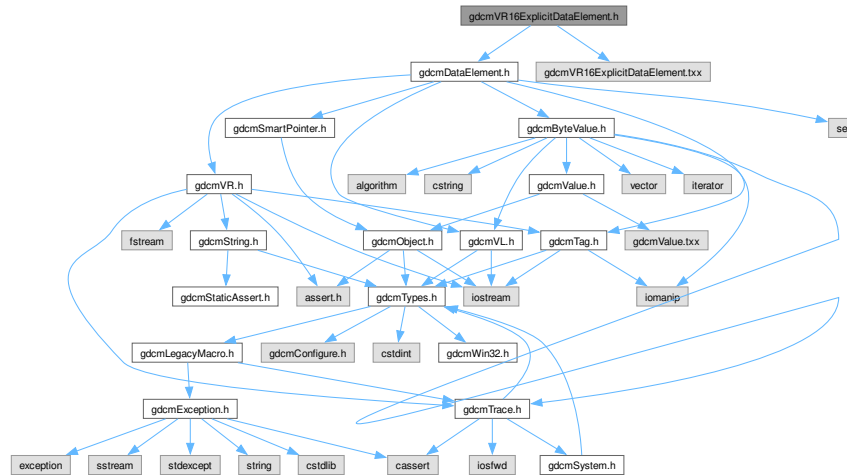 gdcmVR16ExplicitDataElement.h
gdcmDataElement.h
gdcmVR16ExplicitDataElement.txx
gdcmSmartPointer.h
gdcmByteValue.h
se
gdcmVR.h
algorithm
cstring
gdcmValue.h
vector
iterator
fstream
gdcmString.h
gdcmObject.h
gdcmVL.h
gdcmTag.h
gdcmValue.txx
gdcmStaticAssert.h
assert.h
gdcmTypes.h
iostream
iomanip
gdcmLegacyMacro.h
gdcmConfigure.h
cstdint
gdcmWin32.h
gdcmException.h
gdcmTrace.h
exception
sstream
stdexcept
string
cstdlib
cassert
iosfwd
gdcmSystem.h